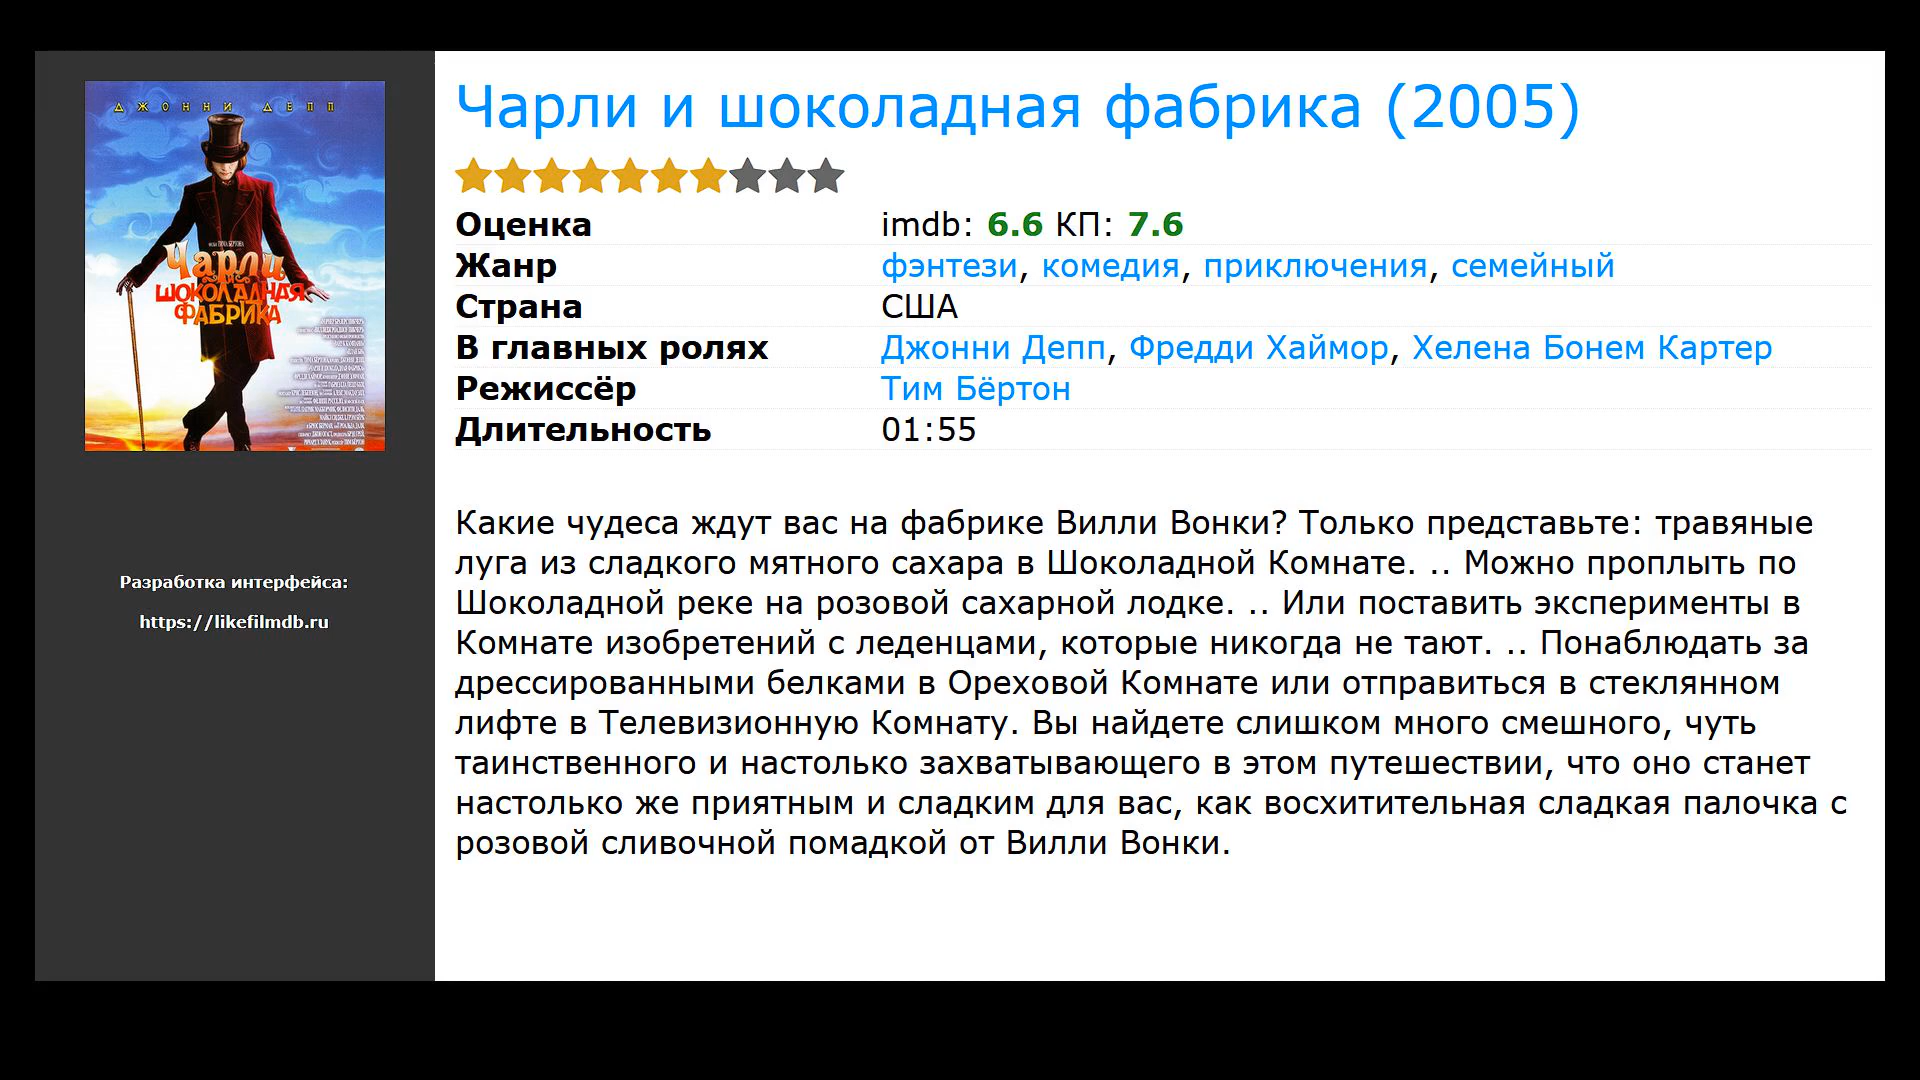 ДЖОННИ ДЕПП
Чарли
и
ШОКОЛАДНАЯ
ФАБРИКА
Разработка интерфейса:
https://likefilmdb.ru
Чарли и шоколадная фабрика (2005)
Оценка imdb: 6.6 КП: 7.6
Жанр фэнтези, комедия, приключения, семейный
Страна США
В главных ролях Джонни Депп, Фредди Хаймор, Хелена Бонем Картер
Режиссёр Тим Бёртон
Длительность 01:55
Какие чудеса ждут вас на фабрике Вилли Вонки? Только представьте: травяные
луга из сладкого мятного сахара в Шоколадной Комнате. .. Можно проплыть по
Шоколадной реке на розовой сахарной лодке. .. Или поставить эксперименты в
Комнате изобретений с леденцами, которые никогда не тают. .. Понаблюдать за
дрессированными белками в Ореховой Комнате или отправиться в стеклянном
лифте в Телевизионную Комнату. Вы найдете слишком много смешного, чуть
таинственного и настолько захватывающего в этом путешествии, что оно станет
настолько же приятным и сладким для вас, как восхитительная сладкая палочка с
розовой сливочной помадкой от Вилли Вонки.